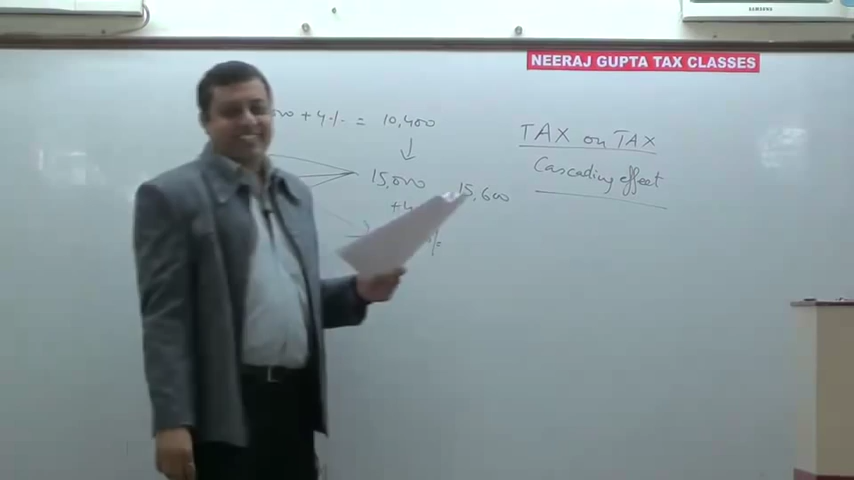 SAMSUNG
NEERAJ GUPTA TAX CLASSES
+ 4% = 10,400
TAX on TAX
Cascading effect
15,000
15,600